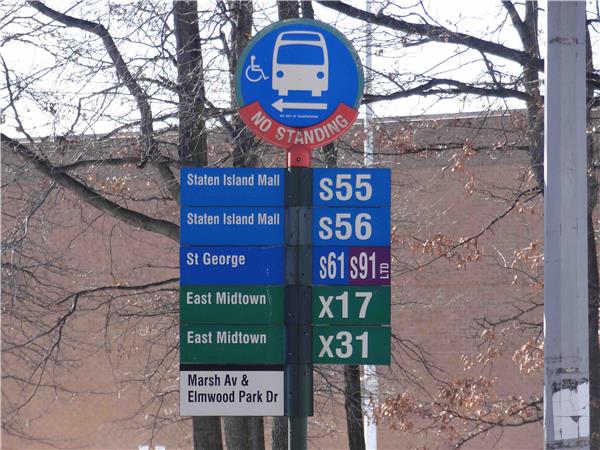 NO STANDING
Staten Island Mall S55
Staten Island Mall S56
St George S61 S91 LTD
East Midtown X17
East Midtown X31
Marsh Av &
Elmwood Park Dr